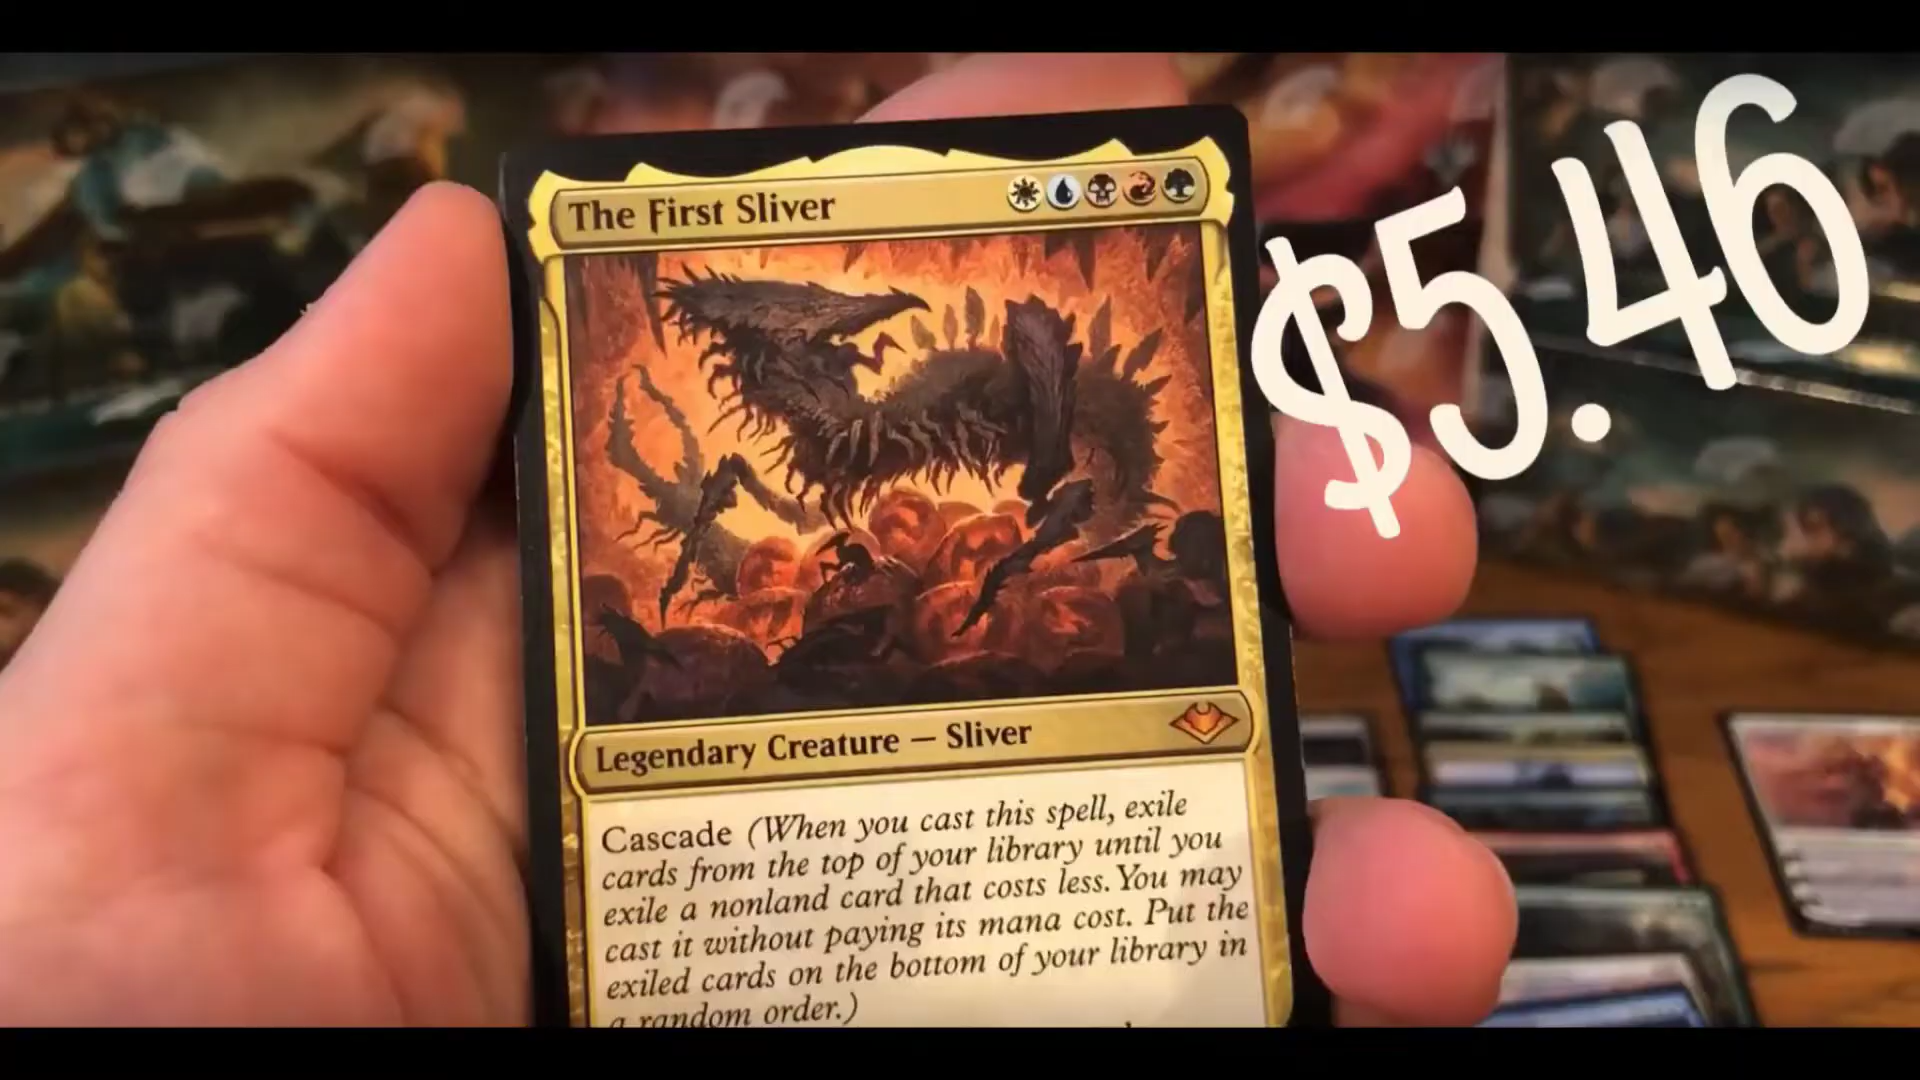 The First Sliver
$5.46
Legendary Creature — Sliver
Cascade (When you cast this spell, exile
cards from the top of your library until you
exile a nonland card that costs less. You may
cast it without paying its mana cost. Put the
exiled cards on the bottom of your library in
a random order.)